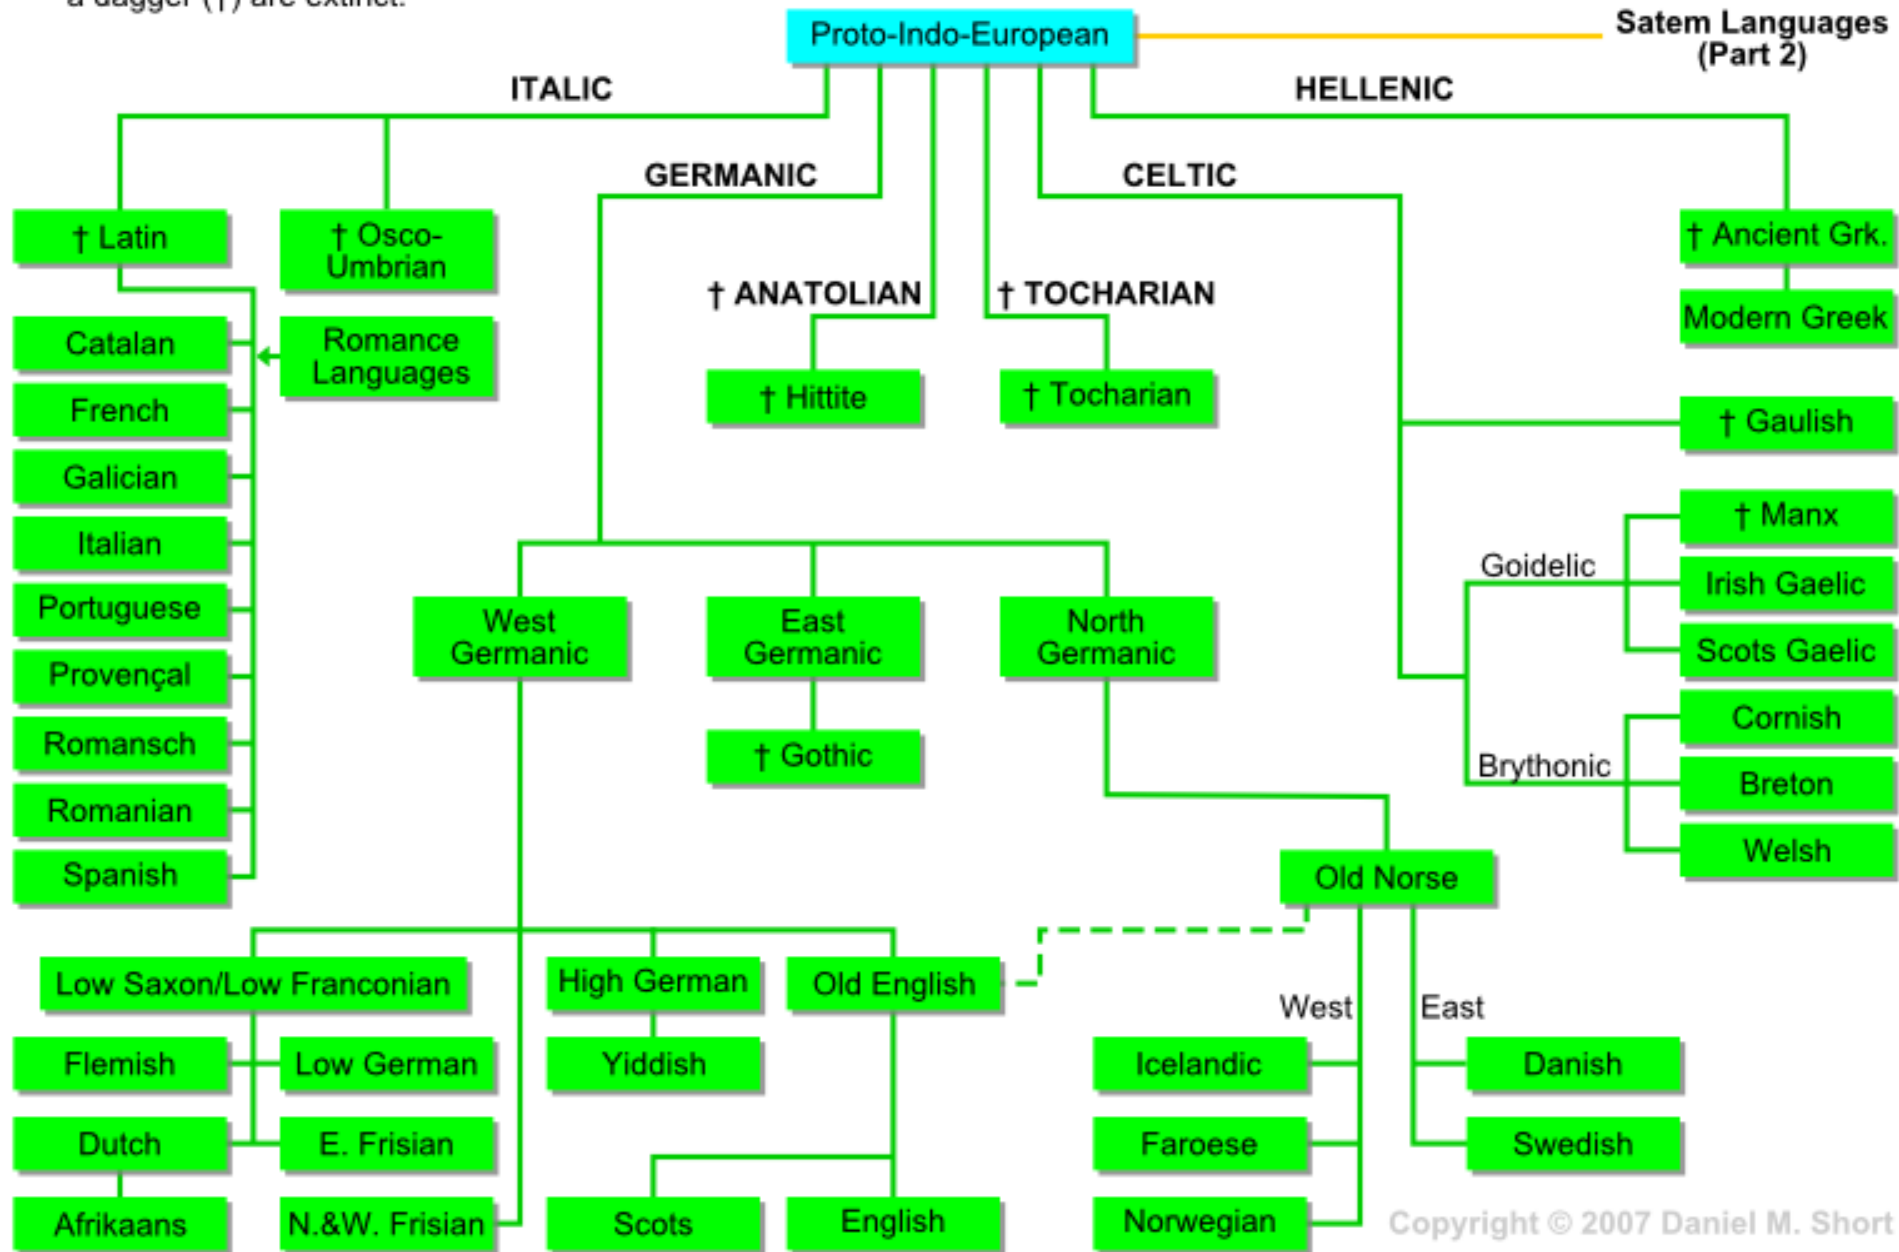 a dagger (†) are extinct.
Proto-Indo-European
Satem Languages
(Part 2)
ITALIC
HELLENIC
GERMANIC
CELTIC
† Latin
† Osco-
Umbrian
† Ancient Grk.
† ANATOLIAN
† TOCHARIAN
Modern Greek
Catalan
Romance
Languages
† Hittite
† Tocharian
French
† Gaulish
Galician
† Manx
Italian
Goidelic
Irish Gaelic
Portuguese
West
Germanic
East
Germanic
North
Germanic
Scots Gaelic
Provençal
Cornish
Romansch
† Gothic
Brythonic
Breton
Romanian
Welsh
Spanish
Old Norse
Low Saxon/Low Franconian
High German
Old English
West
East
Flemish
Low German
Yiddish
Icelandic
Danish
Dutch
E. Frisian
Faroese
Swedish
Afrikaans
N.&W. Frisian
Scots
English
Norwegian
Copyright © 2007 Daniel M. Short